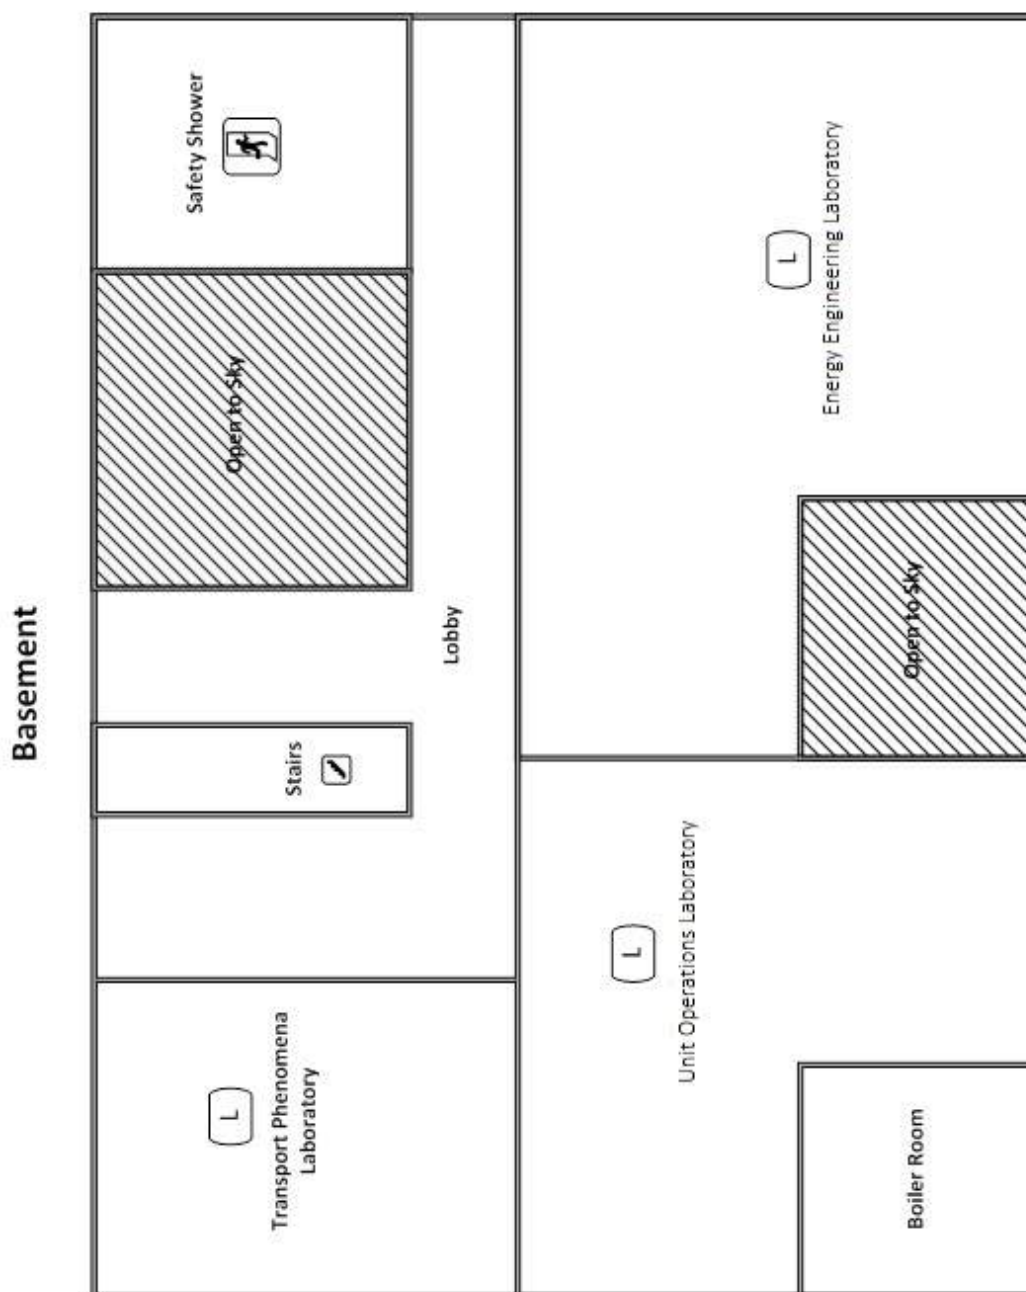 Basement
Transport Phenomena
Laboratory
L
Stairs
Open to Sky
Safety Shower
Lobby
L
Unit Operations Laboratory
L
Energy Engineering Laboratory
Boiler Room
Open to Sky